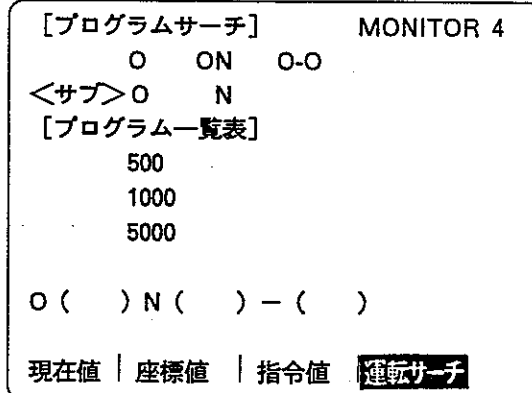 [プログラムサーチ] MONITOR 4
O ON O-O
<サブ>O N
[プログラム一覧表]
500
1000
5000
O ( ) N ( ) - ( )
現在値 | 座標値 | 指令値 運転サーチ